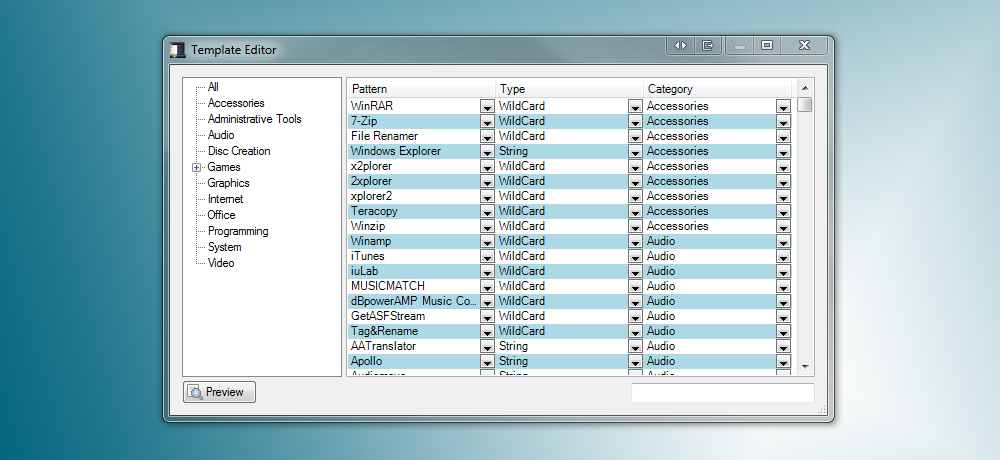 Template Editor
All
Accessories
Administrative Tools
Audio
Disc Creation
Games
Graphics
Internet
Office
Programming
System
Video
Pattern Type Category
WinRAR WildCard Accessories
7-Zip WildCard Accessories
File Renamer WildCard Accessories
Windows Explorer String Accessories
x2plorer WildCard Accessories
2xplorer WildCard Accessories
xplorer2 WildCard Accessories
Teracopy WildCard Accessories
Winzip WildCard Accessories
Winamp WildCard Audio
iTunes WildCard Audio
iuLab WildCard Audio
MUSICMATCH WildCard Audio
dBpowerAMP Music Co... WildCard Audio
GetASFStream WildCard Audio
Tag&Rename WildCard Audio
AATranslator String Audio
Apollo String Audio
String Audio
Preview